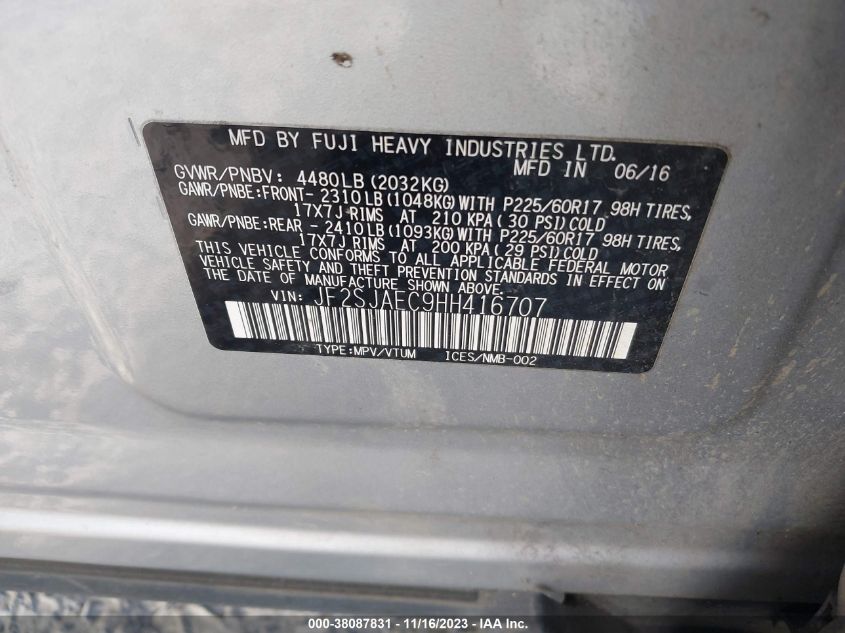 MFD BY FUJI HEAVY INDUSTRIES LTD.
MFD IN 06/16
GVWR/PNBV: 4480LB (2032KG)
GAWR/PNBE:FRONT- 2310LB (1048KG) WITH P225/60R17 98H TIRES,
17X7J RIMS AT 210 KPA (30 PSI) COLD
GAWR/PNBE:REAR - 2410LB (1093KG) WITH P225/60R17 98H TIRES,
17X7J RIMS AT 200 KPA (29 PSI) COLD
THIS VEHICLE CONFORMS TO ALL APPLICABLE FEDERAL MOTOR
VEHICLE SAFETY AND THEFT PREVENTION STANDARDS IN EFFECT ON
THE DATE OF MANUFACTURE SHOWN ABOVE.
VIN: JF2SJAEC9HH416707
TYPE:MPV/VTUM ICES/NMB-002
000-38087831 - 11/16/2023 - © IAA, Inc.